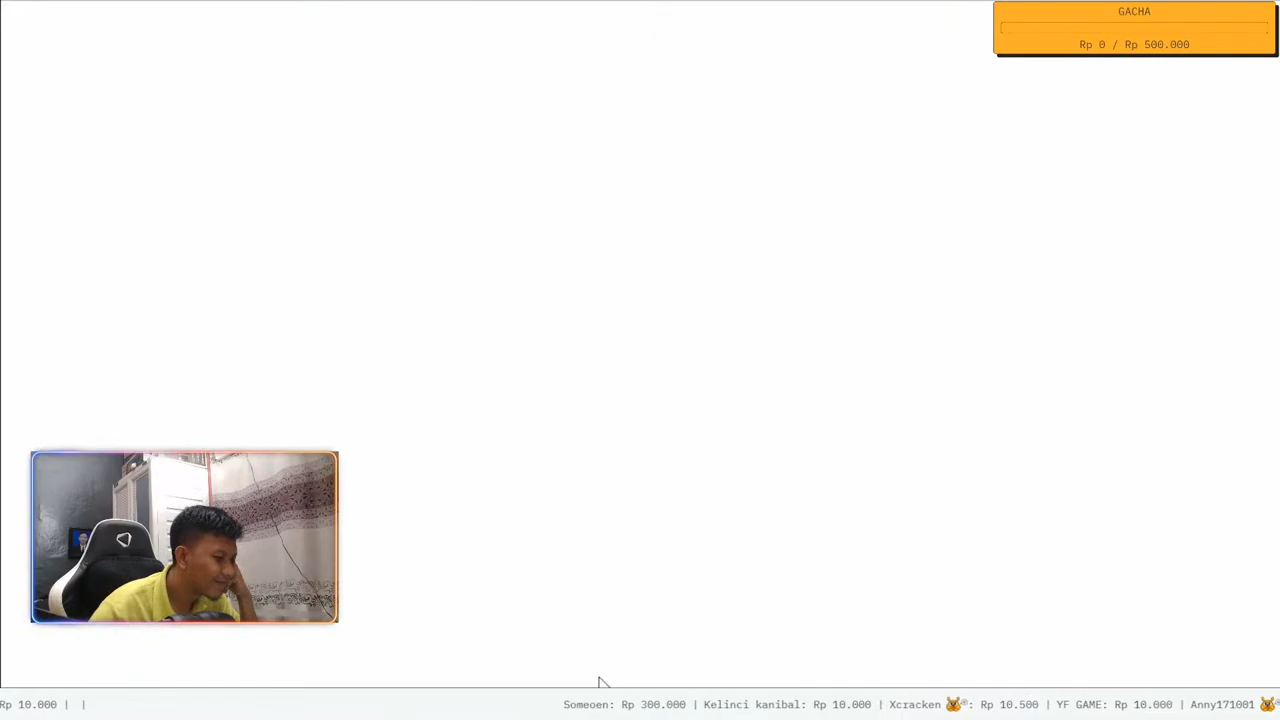 GACHA
Rp 0 / Rp 500.000
Rp 10.000 | | Someoen: Rp 300.000 | Kelinci kanibal: Rp 10.000 | Xcracken 🐯®: Rp 10.500 | YF GAME: Rp 10.000 | Anny171001 🐯®